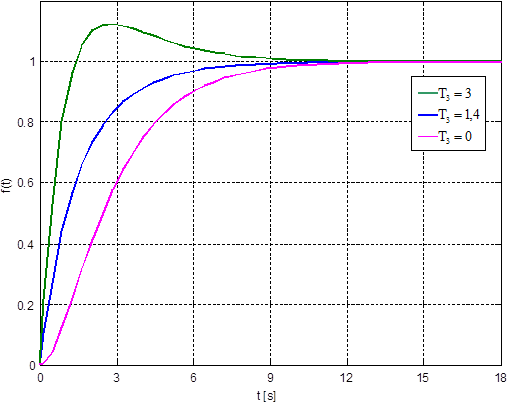 f(t)
1
0.8
0.6
0.4
0.2
0
T₃ = 3
T₃ = 1,4
T₃ = 0
0 3 6 9 12 15 18
t [s]